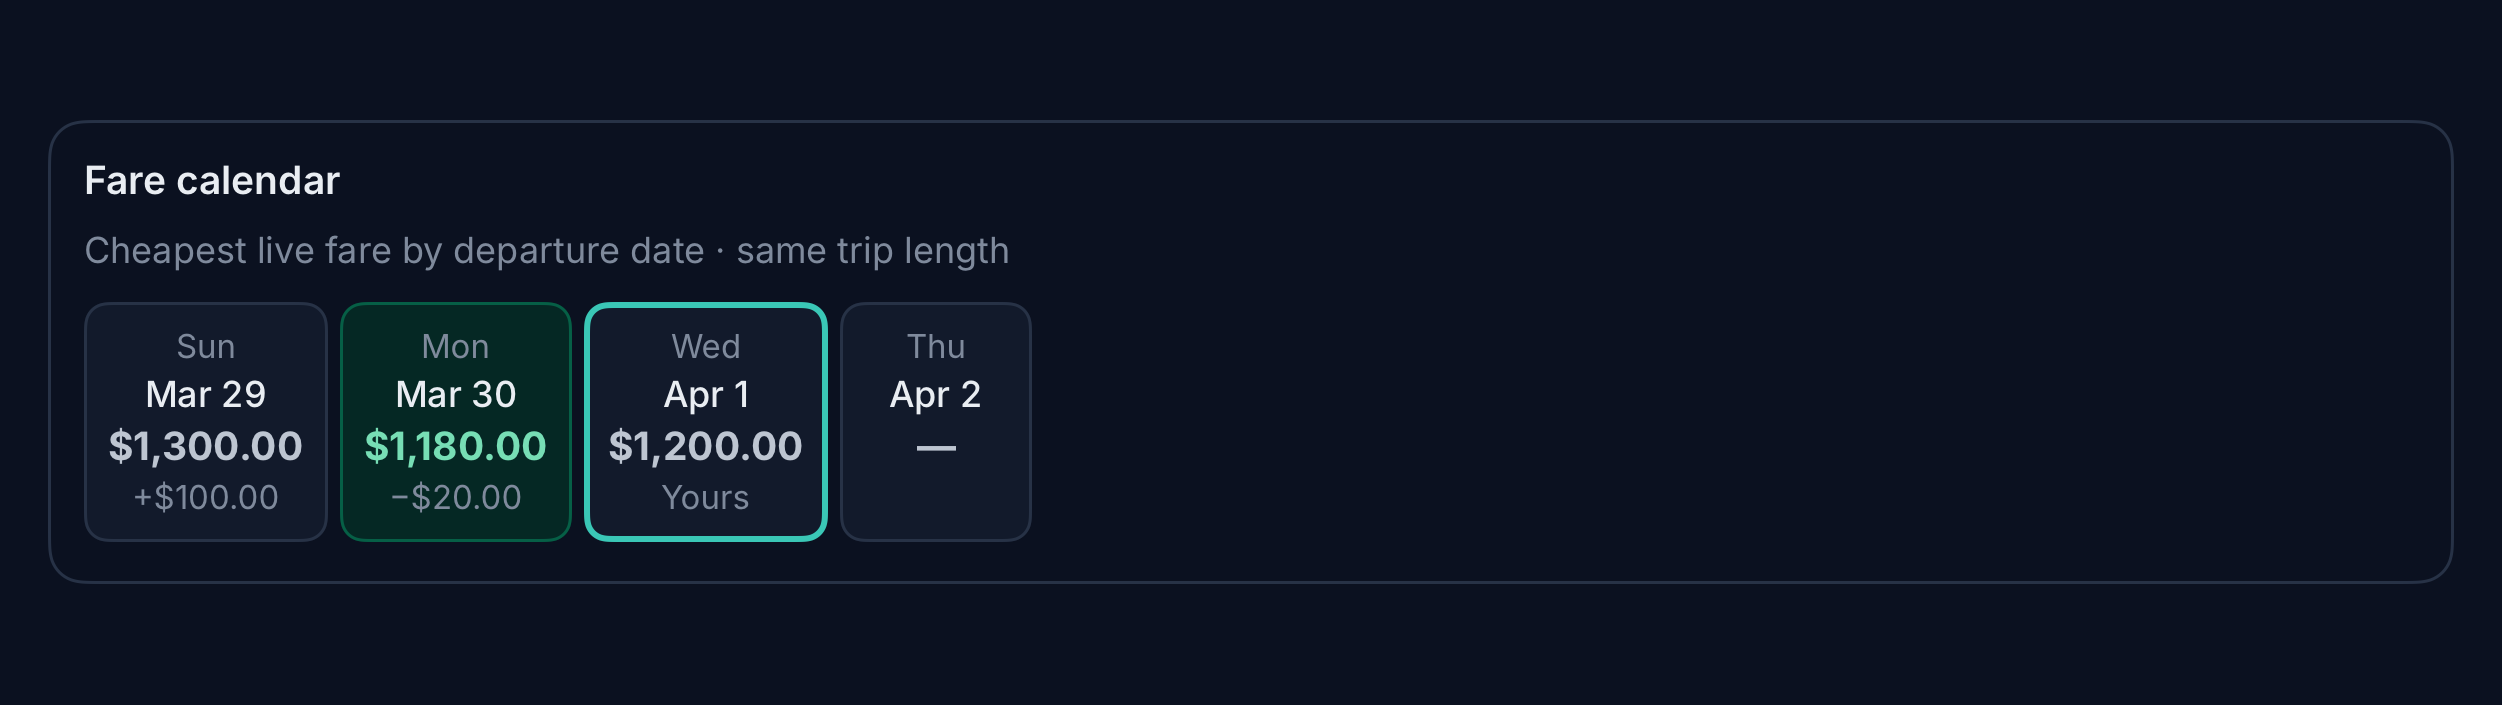 Fare calendar
Cheapest live fare by departure date · same trip length
Sun
Mar 29
$1,300.00
+$100.00
Mon
Mar 30
$1,180.00
−$20.00
Wed
Apr 1
$1,200.00
Yours
Thu
Apr 2
—